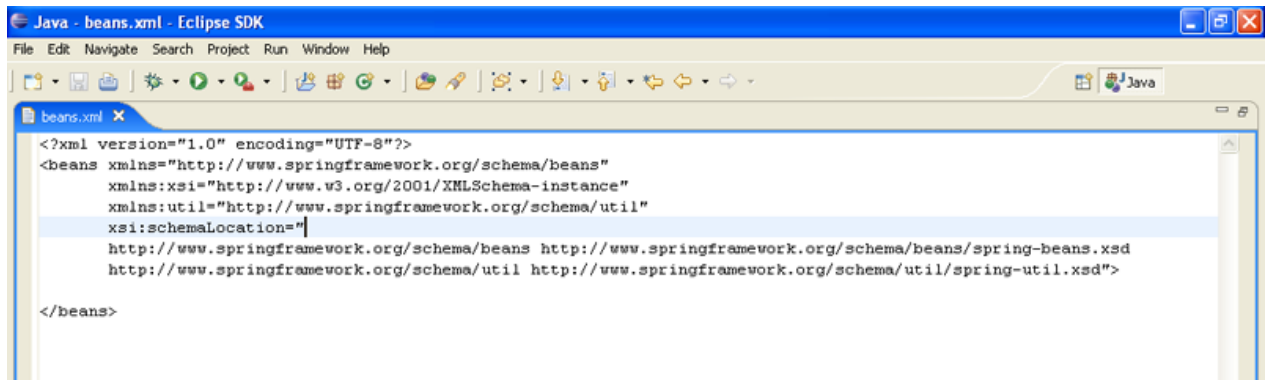 Java - beans.xml - Eclipse SDK
File Edit Navigate Search Project Run Window Help
Java
beans.xml
<?xml version="1.0" encoding="UTF-8"?>
<beans xmlns="http://www.springframework.org/schema/beans"
xmlns:xsi="http://www.w3.org/2001/XMLSchema-instance"
xmlns:util="http://www.springframework.org/schema/util"
xsi:schemaLocation="
http://www.springframework.org/schema/beans http://www.springframework.org/schema/beans/spring-beans.xsd
http://www.springframework.org/schema/util http://www.springframework.org/schema/util/spring-util.xsd">
</beans>